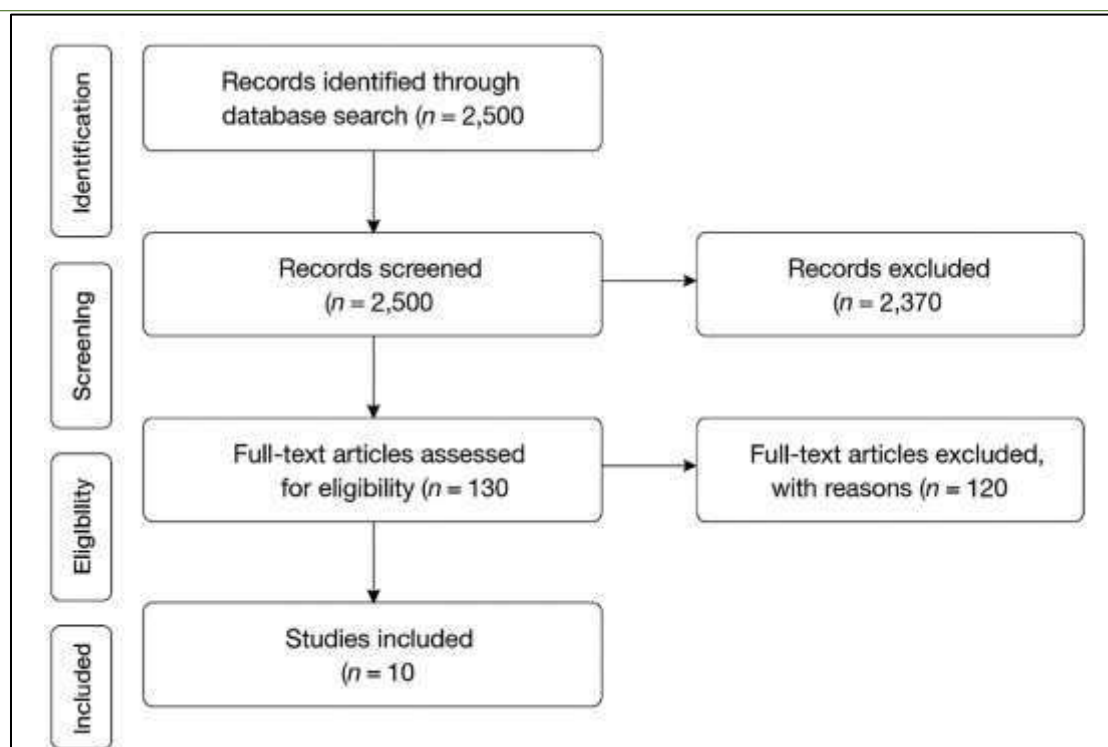 Identification
Records identified through
database search (n = 2,500
Screening
Records screened
(n = 2,500
Records excluded
(n = 2,370
Eligibility
Full-text articles assessed
for eligibility (n = 130
Full-text articles excluded,
with reasons (n = 120
Included
Studies included
(n = 10